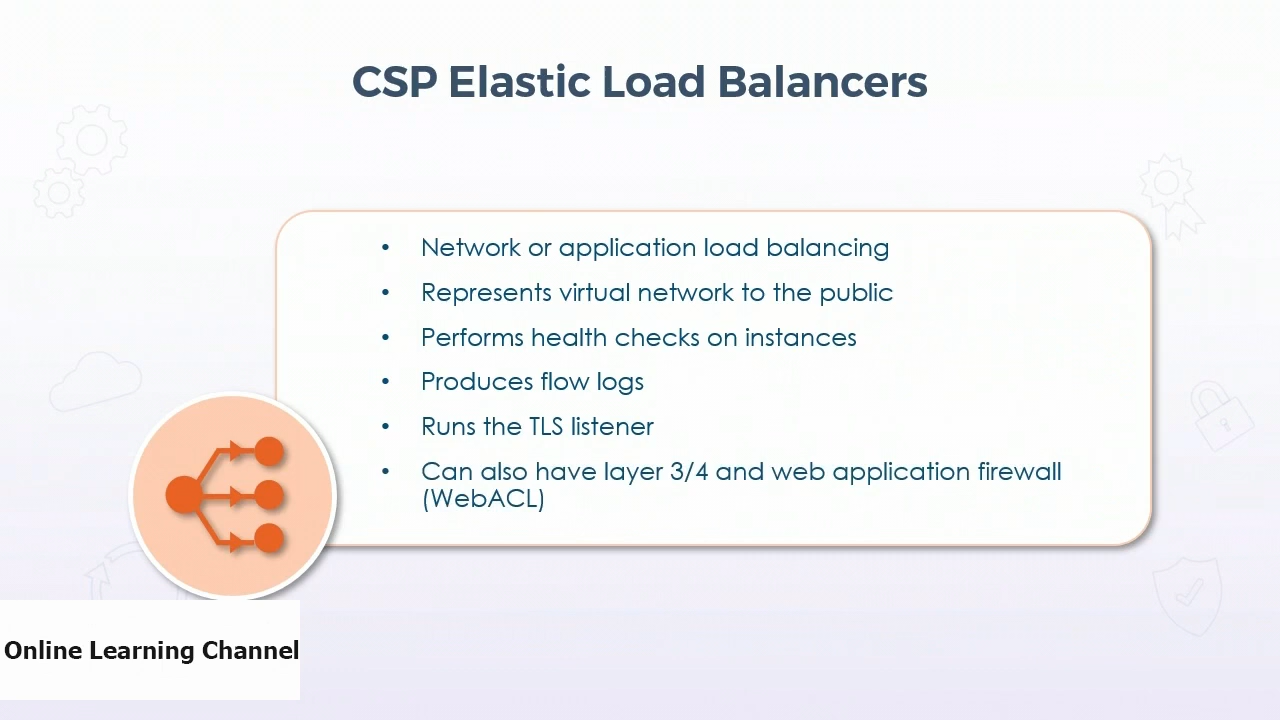 CSP Elastic Load Balancers
• Network or application load balancing
• Represents virtual network to the public
• Performs health checks on instances
• Produces flow logs
• Runs the TLS listener
• Can also have layer 3/4 and web application firewall
(WebACL)
Online Learning Channel